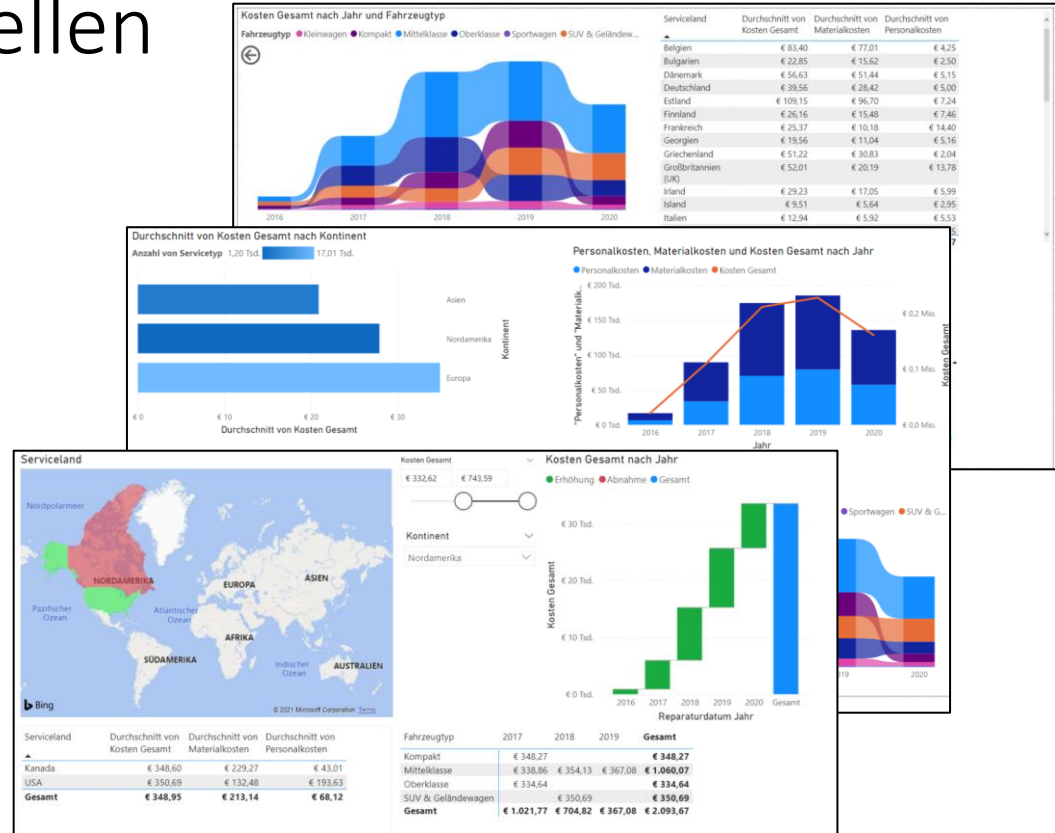 ellen
Kosten Gesamt nach Jahr und Fahrzeugtyp
Fahrzeugtyp Kleinwagen Kompakt Mittelklasse Oberklasse Sportwagen SUV & Geländew...
2016 2017 2018 2019 2020
Serviceland Durchschnitt von Kosten Gesamt Durchschnitt von Materialkosten Durchschnitt von Personalkosten
Belgien € 83,40 € 77,01 € 4,25
Bulgarien € 22,85 € 15,62 € 2,50
Dänemark € 56,63 € 51,44 € 5,15
Deutschland € 39,56 € 28,42 € 5,00
Estland € 109,15 € 96,70 € 7,24
Finnland € 26,16 € 15,48 € 7,46
Frankreich € 25,37 € 10,18 € 14,40
Georgien € 19,56 € 11,04 € 5,16
Griechenland € 51,22 € 30,83 € 2,04
Großbritannien (UK) € 52,01 € 20,19 € 13,78
Irland € 29,23 € 17,05 € 5,99
Island € 9,51 € 5,64 € 2,95
Italien € 12,94 € 5,92 € 5,53
Durchschnitt von Kosten Gesamt nach Kontinent
Anzahl von Servicetyp 1,20 Tsd. 17,01 Tsd.
Asien
Nordamerika
Europa
Kontinent
€ 0 € 10 € 20 € 30
Durchschnitt von Kosten Gesamt
Personalkosten, Materialkosten und Kosten Gesamt nach Jahr
Personalkosten Materialkosten Kosten Gesamt
"Personalkosten" und "Materialk...
€ 200 Tsd.
€ 150 Tsd.
€ 100 Tsd.
€ 50 Tsd.
€ 0 Tsd.
€ 0,2 Mio.
€ 0,1 Mio.
€ 0,0 Mio.
Kosten Gesamt
2016 2017 2018 2019 2020
Jahr
Serviceland
Nordpolarmeer
NORDAMERIKA
EUROPA
ASIEN
Pazifischer Ozean
Atlantischer Ozean
AFRIKA
SÜDAMERIKA
Indischer Ozean
AUSTRALIEN
Bing
© 2021 Microsoft Corporation Terms
Kosten Gesamt
€ 332,62 € 743,59
Kontinent
Nordamerika
Kosten Gesamt nach Jahr
Erhöhung Abnahme Gesamt
Kosten Gesamt
€ 30 Tsd.
€ 20 Tsd.
€ 10 Tsd.
€ 0 Tsd.
2016 2017 2018 2019 2020 Gesamt
Reparaturdatum Jahr
Sportwagen SUV & G...
2020
Serviceland Durchschnitt von Kosten Gesamt Durchschnitt von Materialkosten Durchschnitt von Personalkosten
Kanada € 348,60 € 229,27 € 43,01
USA € 350,69 € 132,48 € 193,63
Gesamt € 348,95 € 213,14 € 68,12
Fahrzeugtyp 2017 2018 2019 Gesamt
Kompakt € 348,27 € 348,27
Mittelklasse € 338,86 € 354,13 € 367,08 € 1.060,07
Oberklasse € 334,64 € 334,64
SUV & Geländewagen € 350,69 € 350,69
Gesamt € 1.021,77 € 704,82 € 367,08 € 2.093,67